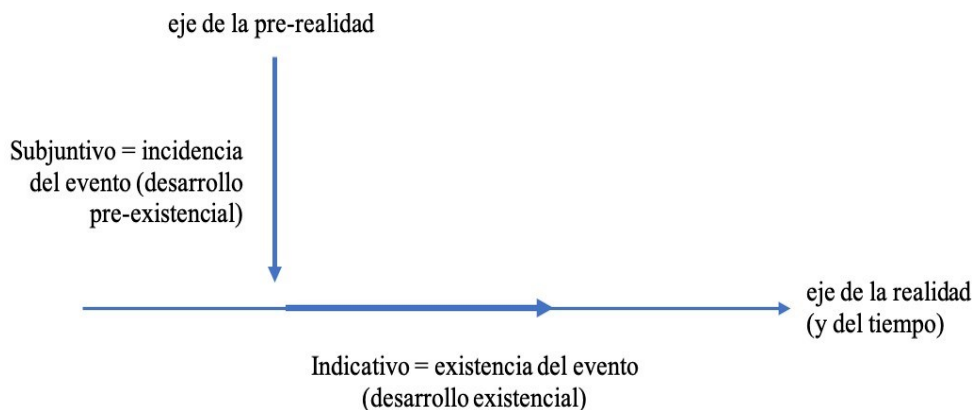 eje de la pre-realidad
Subjuntivo = incidencia
del evento (desarrollo
pre-existencial)
eje de la realidad
(y del tiempo)
Indicativo = existencia del evento
(desarrollo existencial)